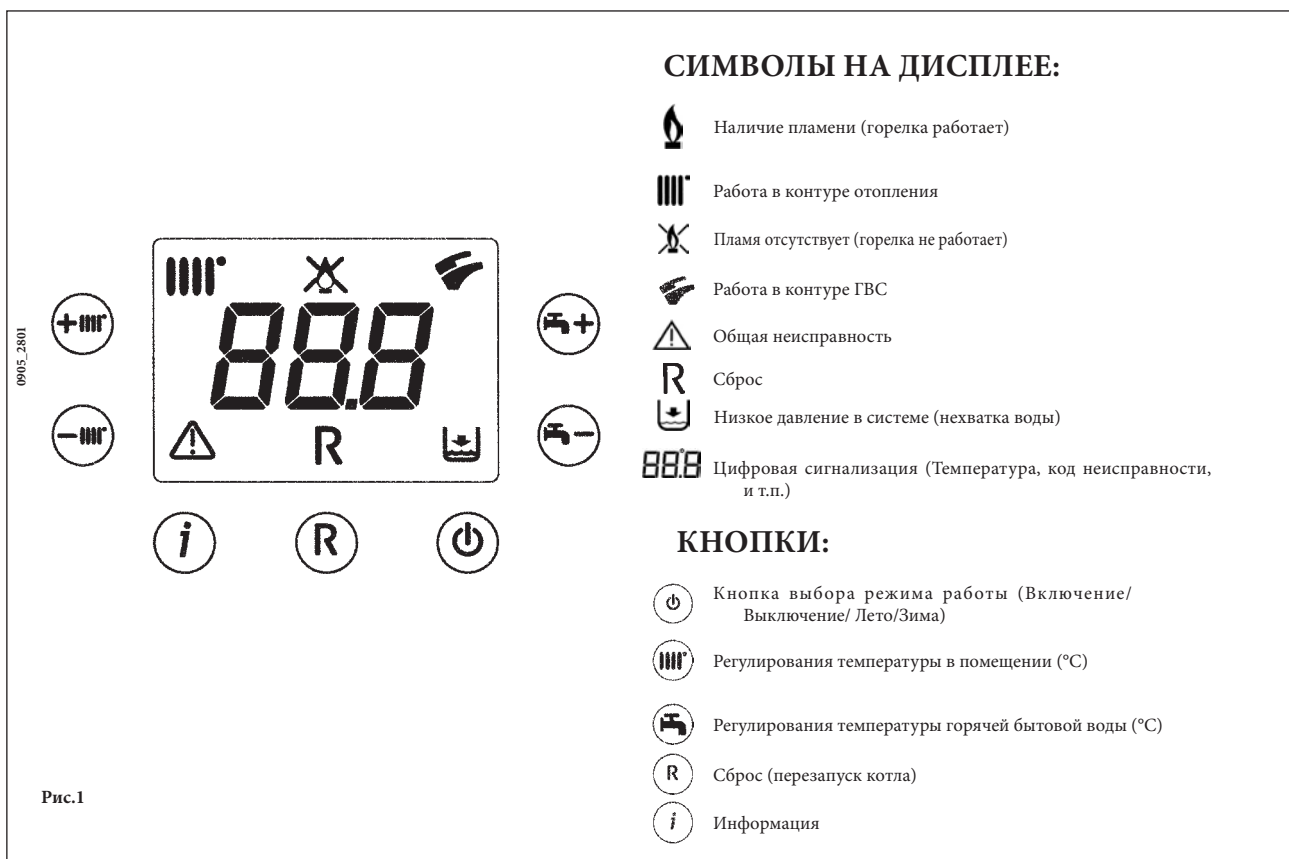 СИМВОЛЫ НА ДИСПЛЕЕ:
Наличие пламени (горелка работает)
Работа в контуре отопления
Пламя отсутствует (горелка не работает)
Работа в контуре ГВС
Общая неисправность
R Сброс
Низкое давление в системе (нехватка воды)
88.8 Цифровая сигнализация (Температура, код неисправности,
и т.п.)
КНОПКИ:
Кнопка выбора режима работы (Включение/
Выключение/ Лето/Зима)
Регулирования температуры в помещении (°C)
Регулирования температуры горячей бытовой воды (°C)
R Сброс (перезапуск котла)
i Информация
0905_2801
+
+
88.8
-
-
R
i R
Рис.1